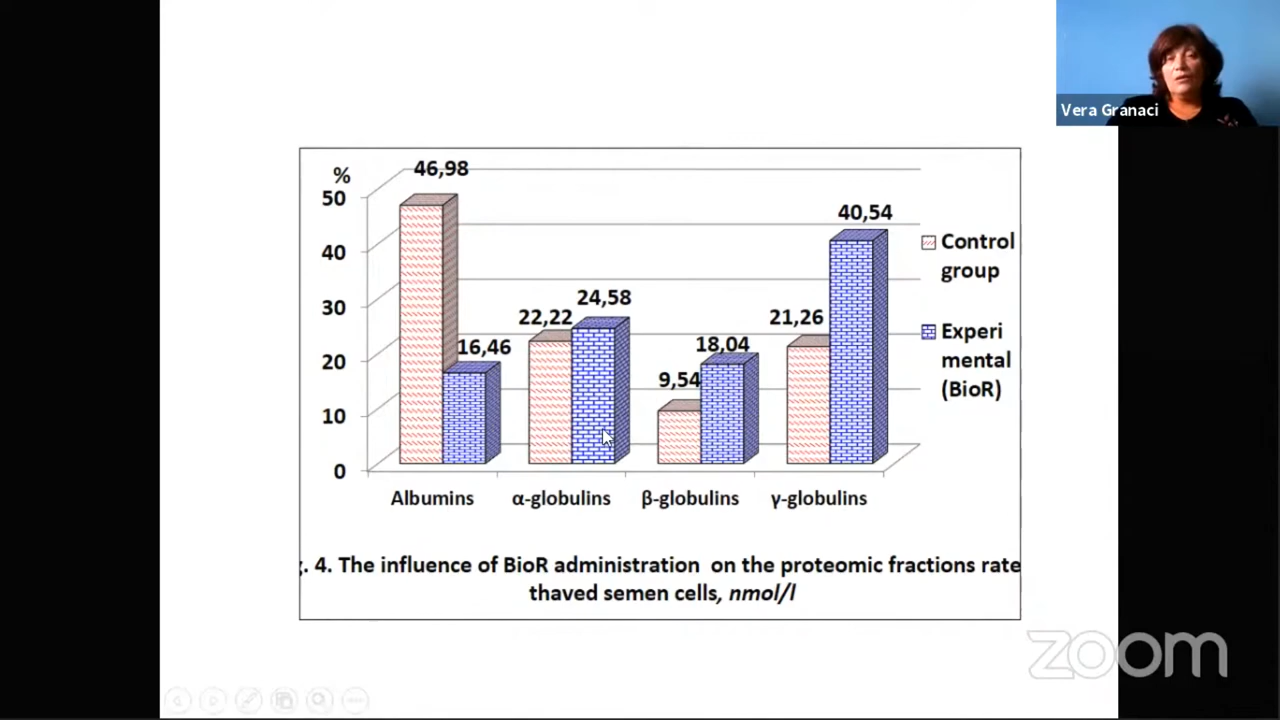 Vera Granaci
%
50
40
30
20
10
0
46,98
16,46
22,22
24,58
9,54
18,04
21,26
40,54
Albumins
α-globulins
β-globulins
γ-globulins
Control
group
Experi
mental
(BioR)
. 4. The influence of BioR administration on the proteomic fractions rate
thaved semen cells, nmol/l
zoom